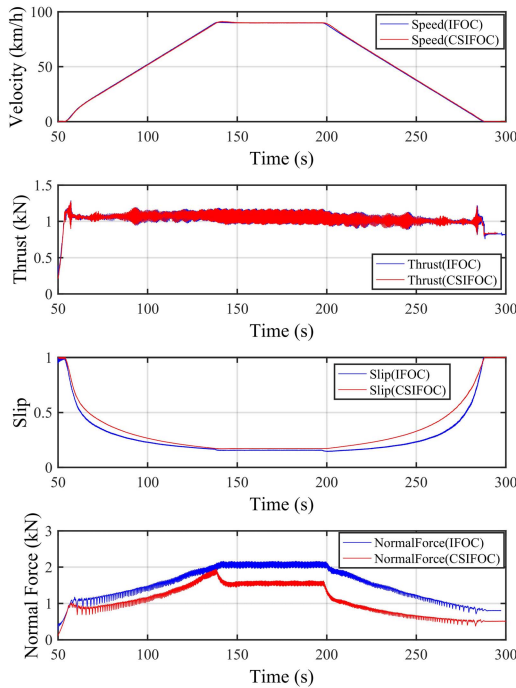 Velocity (km/h)
100
50
0
Speed(IFOC)
Speed(CSIFOC)
50 100 150 200 250 300
Time (s)
Thrust (kN)
1.5
1
0.5
0
Thrust(IFOC)
Thrust(CSIFOC)
50 100 150 200 250 300
Time (s)
Slip
1
0.5
0
Slip(IFOC)
Slip(CSIFOC)
50 100 150 200 250 300
Time (s)
Normal Force (kN)
3
2
1
0
NormalForce(IFOC)
NormalForce(CSIFOC)
50 100 150 200 250 300
Time (s)